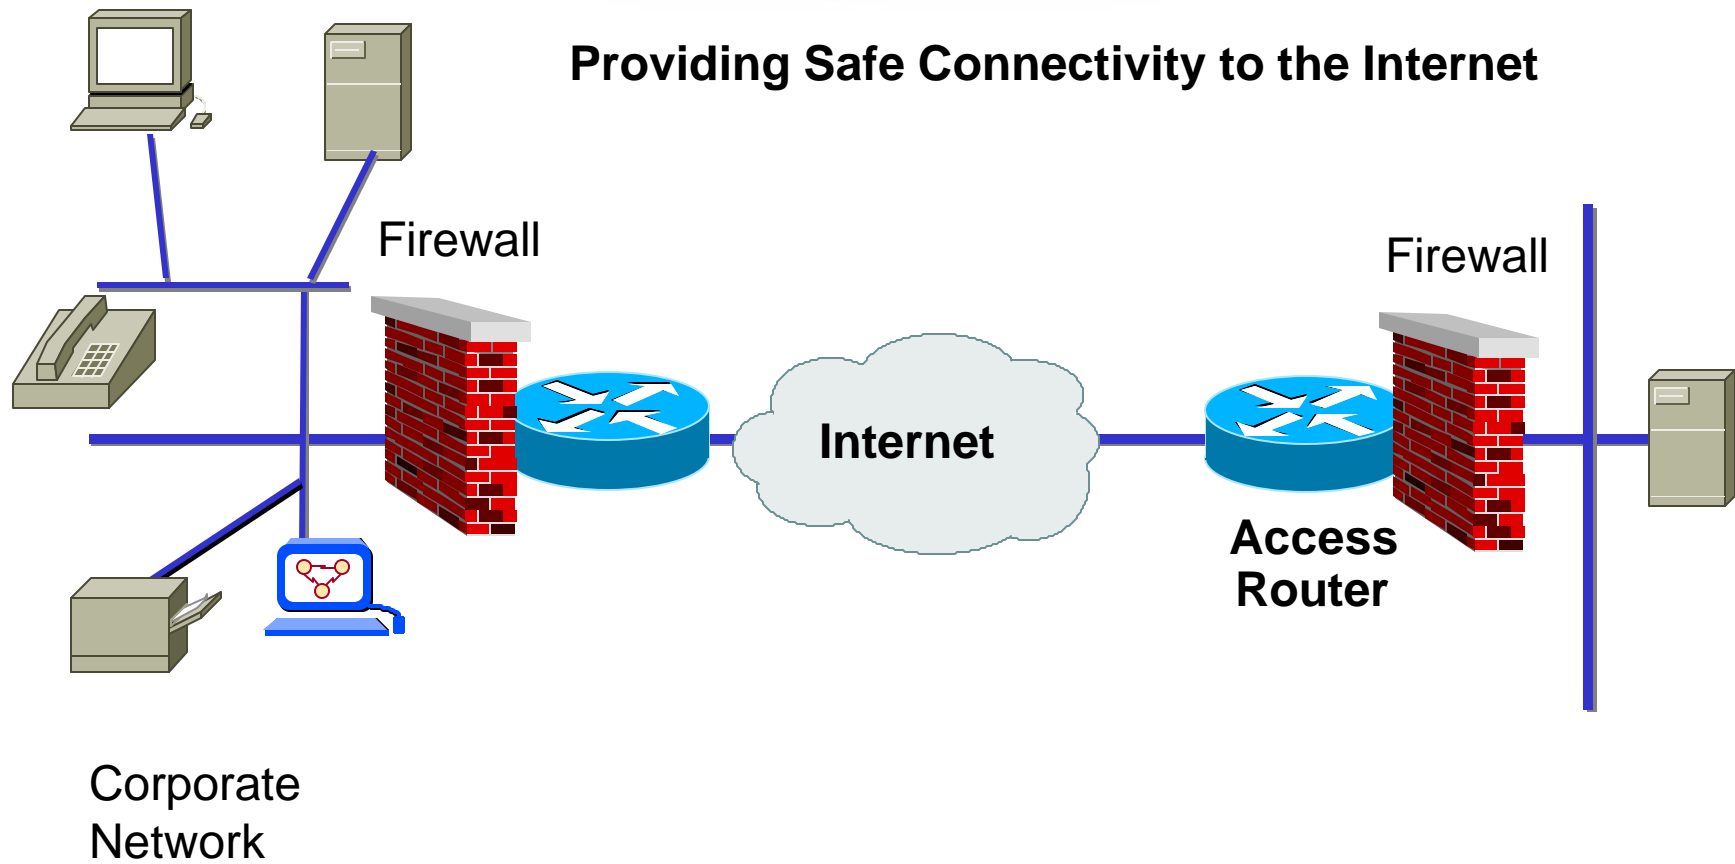 Providing Safe Connectivity to the Internet
Firewall
Firewall
Internet
Access
Router
Corporate
Network